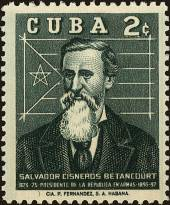 CUBA 2¢
SALVADOR CISNEROS BETANCOURT
1873-75-PRESIDENTE DE LA REPUBLICA EN ARMAS-1895-97
CIA. P. FERNANDEZ, S. A. HABANA.